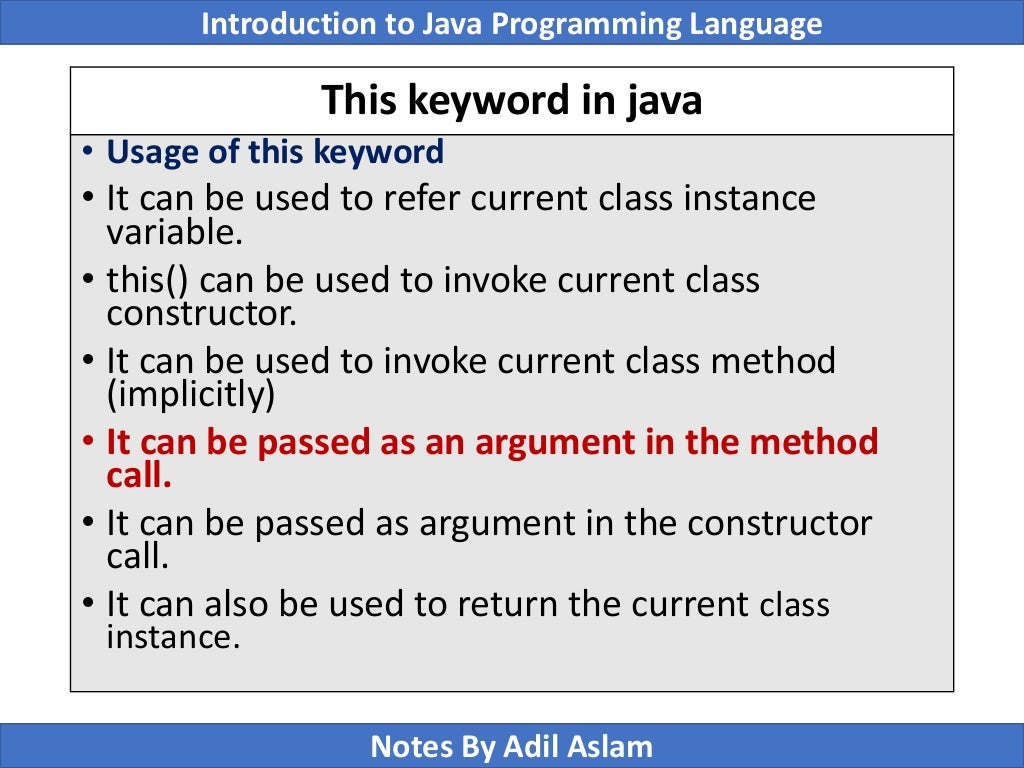 Introduction to Java Programming Language
This keyword in java
• Usage of this keyword
• It can be used to refer current class instance
variable.
• this() can be used to invoke current class
constructor.
• It can be used to invoke current class method
(implicitly)
• It can be passed as an argument in the method
call.
• It can be passed as argument in the constructor
call.
• It can also be used to return the current class
instance.
Notes By Adil Aslam